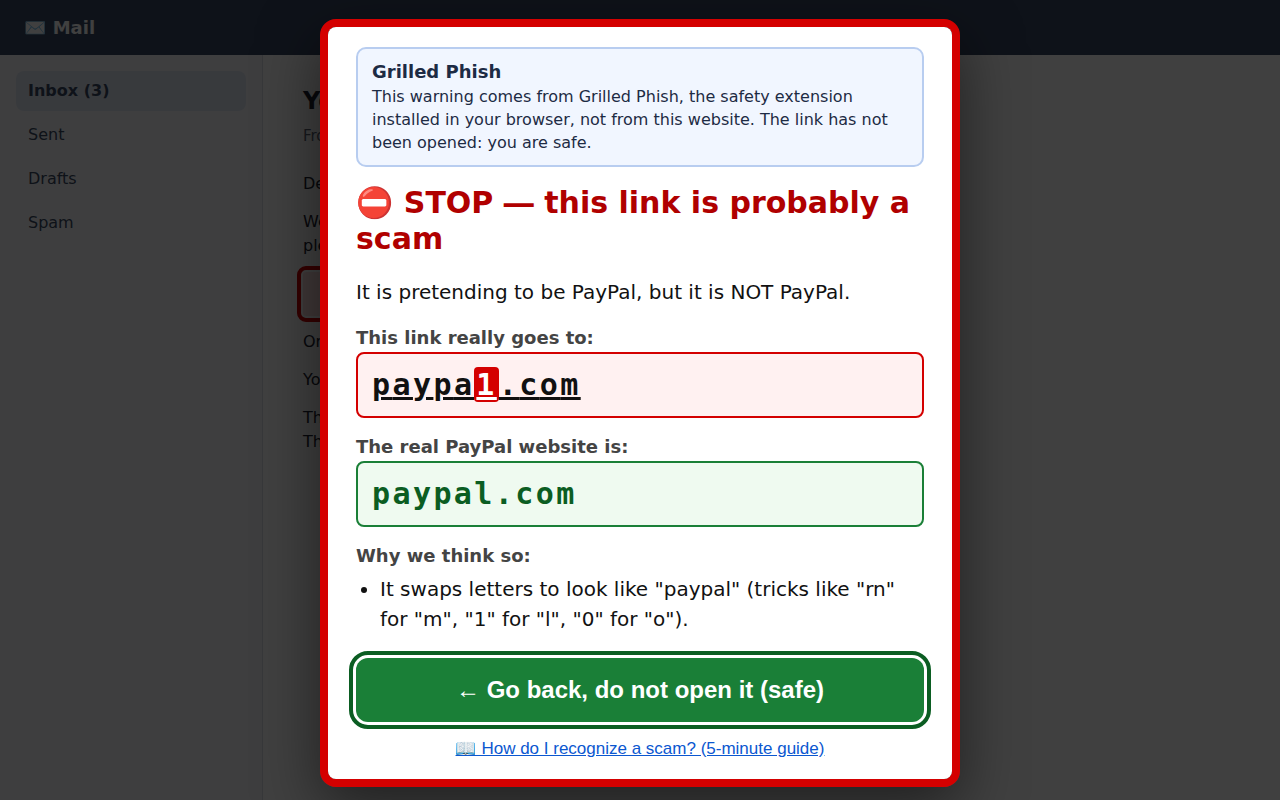 ✉️ Mail
Inbox (3)
Sent
Drafts
Spam
Grilled Phish
This warning comes from Grilled Phish, the safety extension
installed in your browser, not from this website. The link has not
been opened: you are safe.
⛔ STOP — this link is probably a
scam
It is pretending to be PayPal, but it is NOT PayPal.
This link really goes to:
paypa1.com
The real PayPal website is:
paypal.com
Why we think so:
• It swaps letters to look like "paypal" (tricks like "rn"
for "m", "1" for "l", "0" for "o").
← Go back, do not open it (safe)
📖 How do I recognize a scam? (5-minute guide)